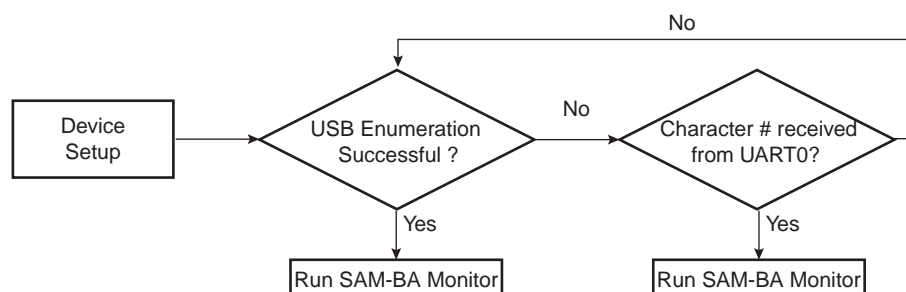 No
Device
Setup
USB Enumeration
Successful ?
No
Character # received
from UART0?
Yes
Yes
Run SAM-BA Monitor
Run SAM-BA Monitor